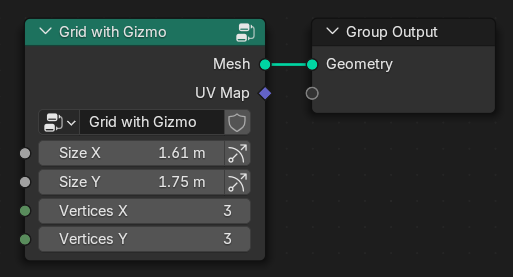 Grid with Gizmo
Mesh
UV Map
Grid with Gizmo
Size X 1.61 m
Size Y 1.75 m
Vertices X 3
Vertices Y 3
Group Output
Geometry